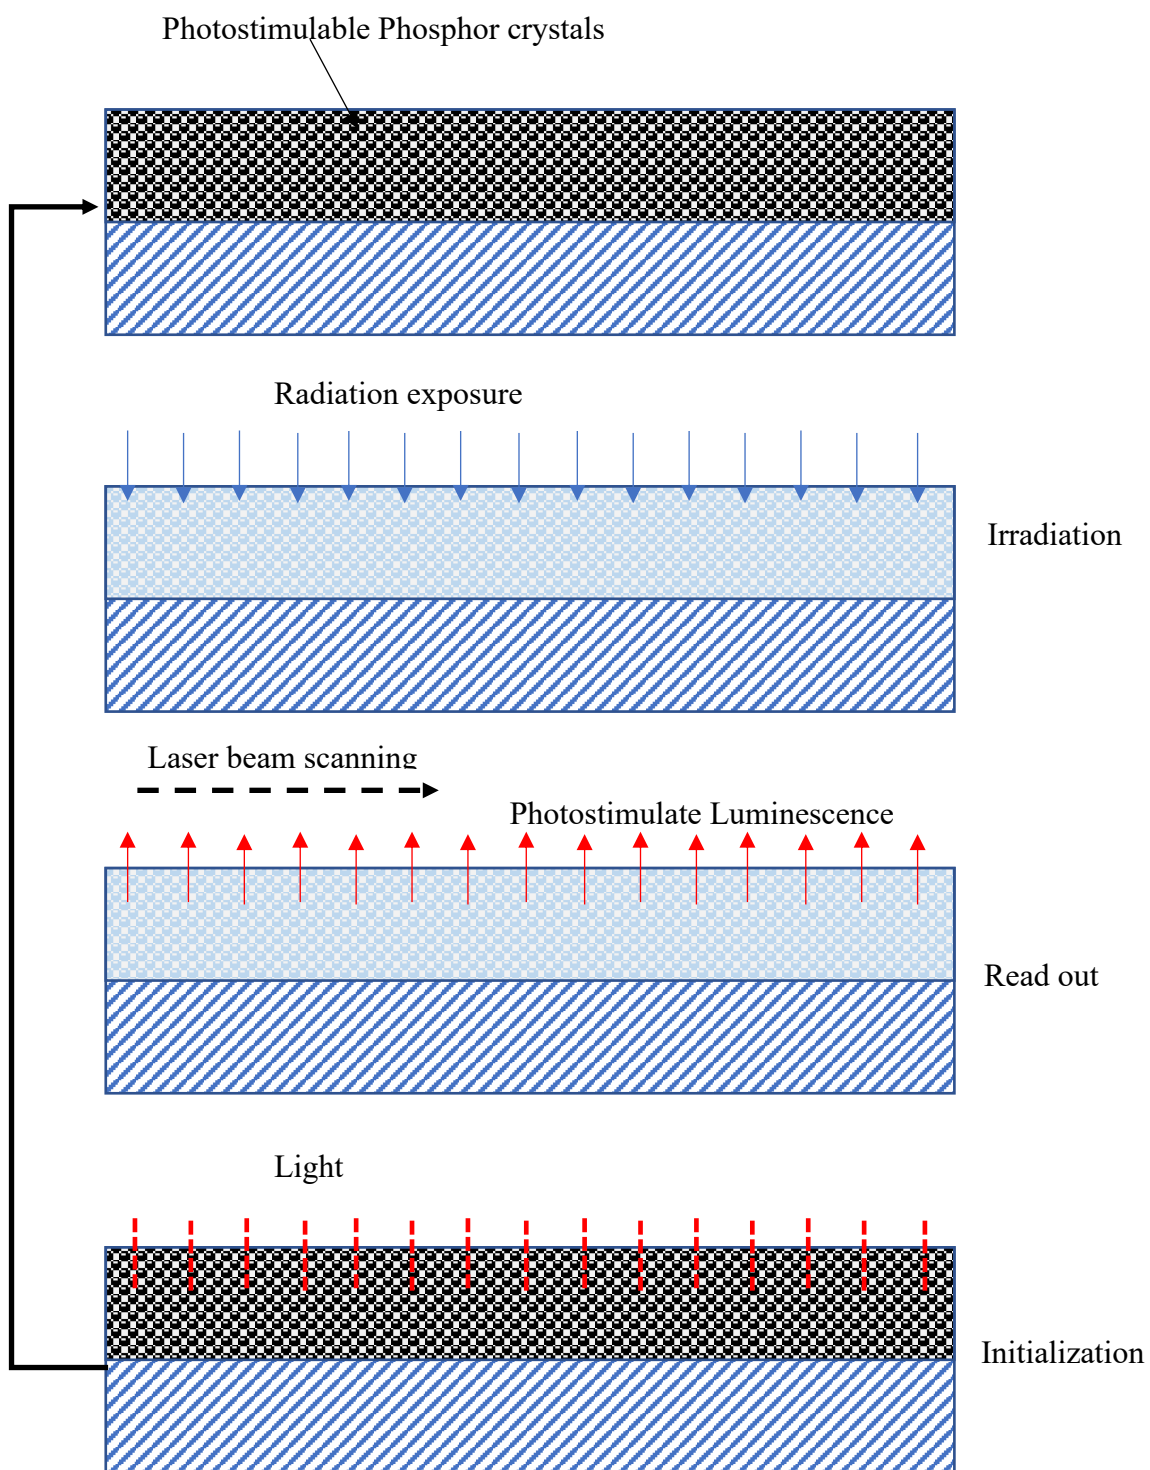 Photostimulable Phosphor crystals
Radiation exposure
Irradiation
Laser beam scanning
Photostimulate Luminescence
Read out
Light
Initialization